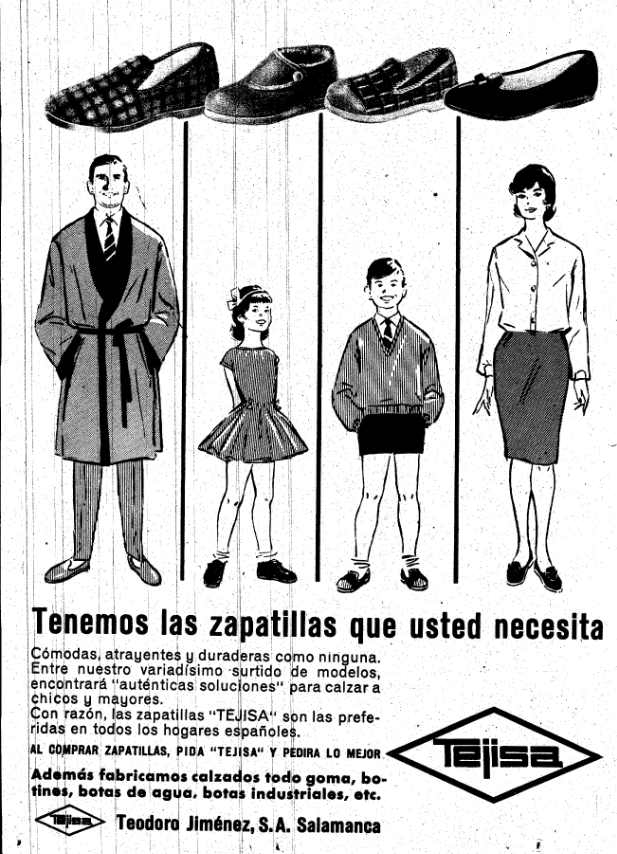 Tenemos las zapatillas que usted necesita
Cómodas, atrayentes y duraderas como ninguna.
Entre nuestro variadísimo surtido de modelos,
encontrará "auténticas soluciones" para calzar a
chicos y mayores.
Con razón, las zapatillas "TEJISA" son las prefe-
ridas en todos los hogares españoles.
AL COMPRAR ZAPATILLAS, PIDA "TEJISA" Y PEDIRA LO MEJOR
Tejisa
Además fabricamos calzados todo goma, bo-
tines, botas de agua, botas industriales, etc.
Tejisa
Teodoro Jiménez, S.A. Salamanca